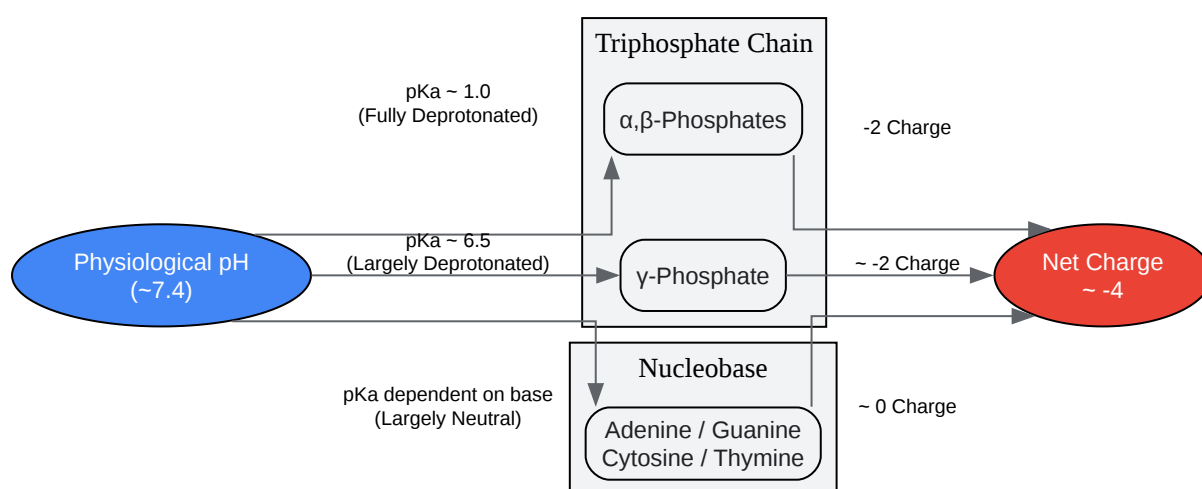 Triphosphate Chain
pKa ~ 1.0
(Fully Deprotonated)
α,β-Phosphates
-2 Charge
Physiological pH
(~7.4)
pKa ~ 6.5
(Largely Deprotonated)
γ-Phosphate
~ -2 Charge
Net Charge
~ -4
Nucleobase
pKa dependent on base
(Largely Neutral)
Adenine / Guanine
Cytosine / Thymine
~ 0 Charge